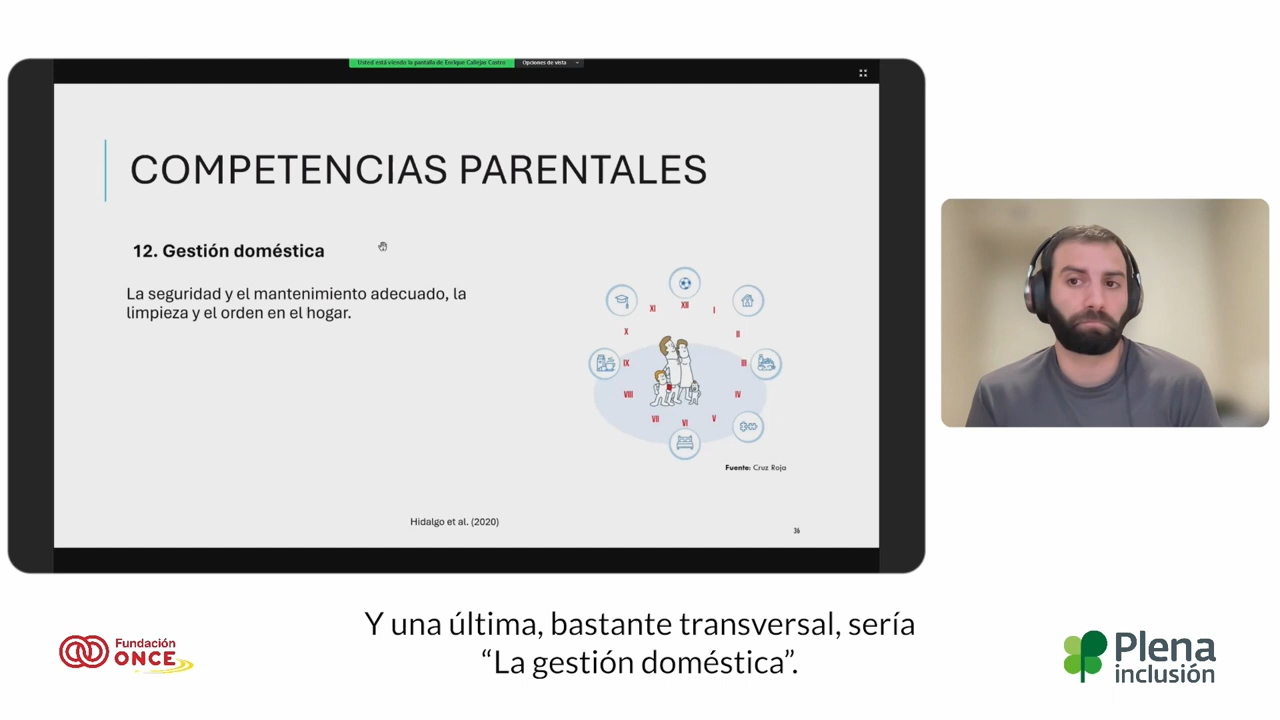 Usted está viendo la pantalla de Enrique Callejas Castro
Opciones de vista
COMPETENCIAS PARENTALES
12. Gestión doméstica
La seguridad y el mantenimiento adecuado, la
limpieza y el orden en el hogar.
XII
XI
I
X
II
IX
III
VIII
IV
VII
VI
V
Fuente: Cruz Roja
Hidalgo et al. (2020)
36
Y una última, bastante transversal, sería
“La gestión doméstica”.
Fundación
ONCE
Plena
inclusión